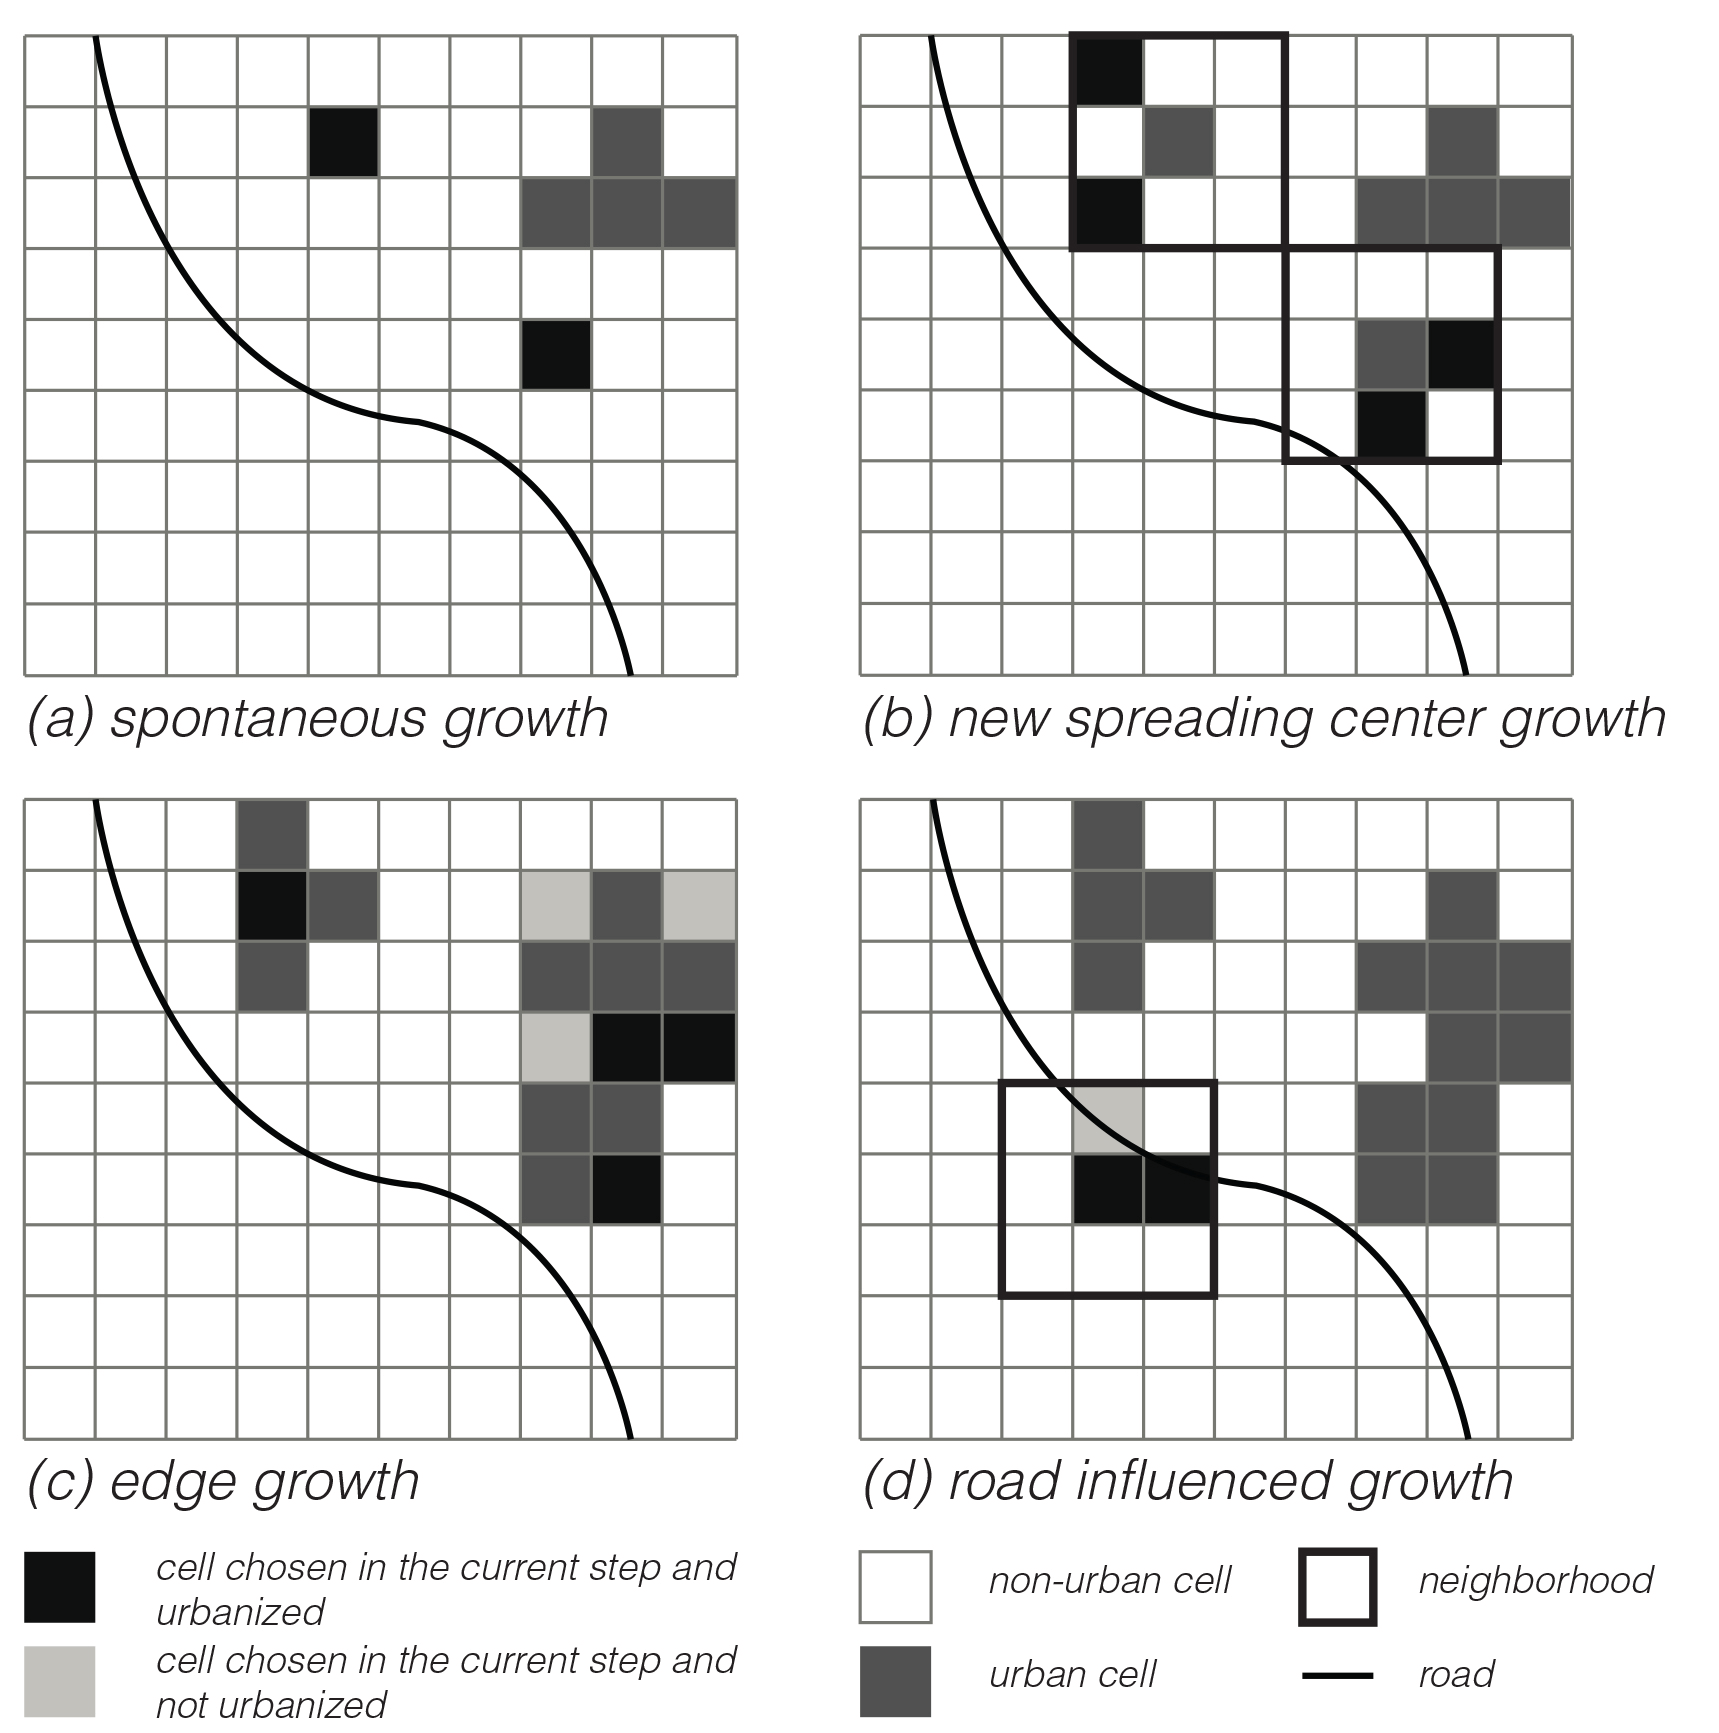 (a) spontaneous growth
(b) new spreading center growth
(c) edge growth
(d) road influenced growth
cell chosen in the current step and
urbanized
cell chosen in the current step and
not urbanized
non-urban cell
urban cell
neighborhood
road